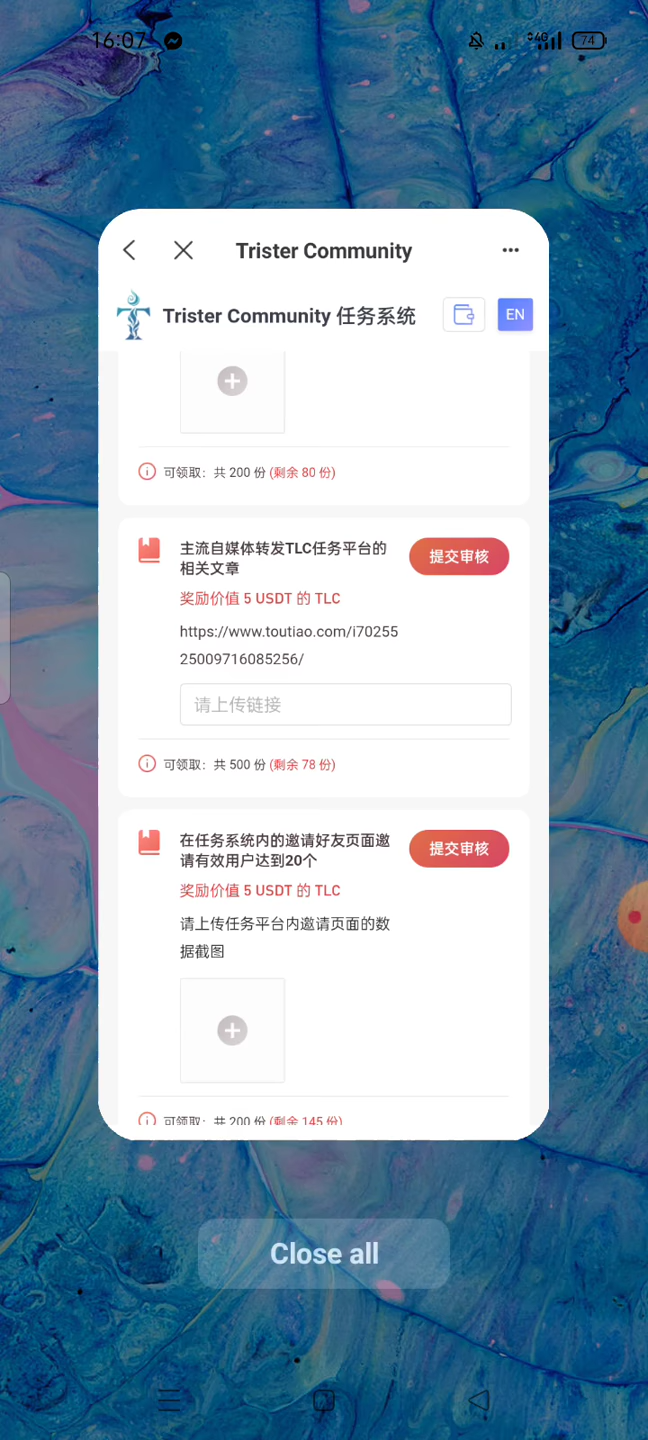 16:07
4G
74
Trister Community
Trister Community 任务系统
EN
可领取：共 200 份 (剩余 80 份)
主流自媒体转发TLC任务平台的
相关文章
提交审核
奖励价值 5 USDT 的 TLC
https://www.toutiao.com/i70255
25009716085256/
请上传链接
可领取：共 500 份 (剩余 78 份)
在任务系统内的邀请好友页面邀
请有效用户达到20个
提交审核
奖励价值 5 USDT 的 TLC
请上传任务平台内邀请页面的数
据截图
可领取：共 200 份 (剩余 145 份)
Close all